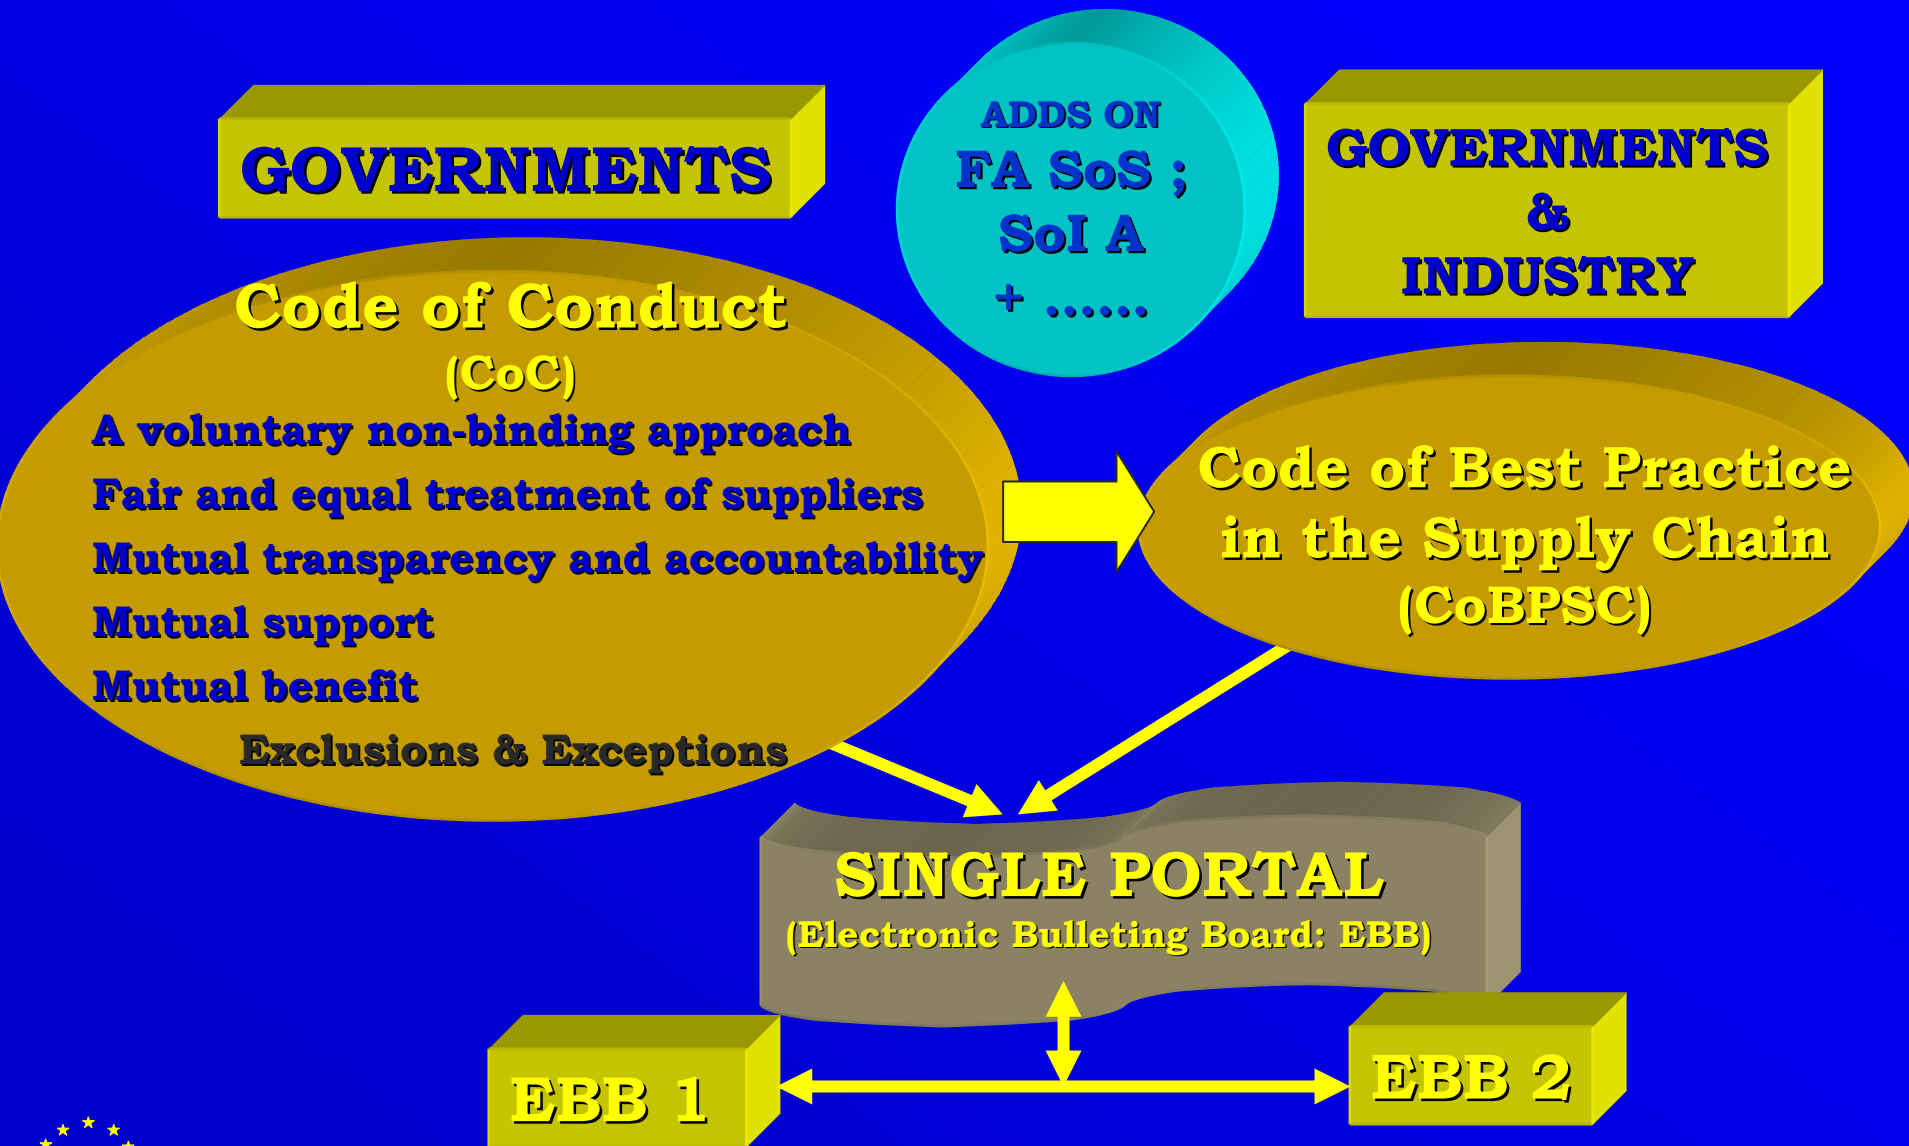 GOVERNMENTS
Code of Conduct
(CoC)
A voluntary non-binding approach
Fair and equal treatment of suppliers
Mutual transparency and accountability
Mutual support
Mutual benefit
Exclusions & Exceptions
ADDS ON
FA SoS ;
SoI A
+ ......
GOVERNMENTS
&
INDUSTRY
Code of Best Practice
in the Supply Chain
(CoBPSC)
SINGLE PORTAL
(Electronic Bulleting Board: EBB)
EBB 1
EBB 2